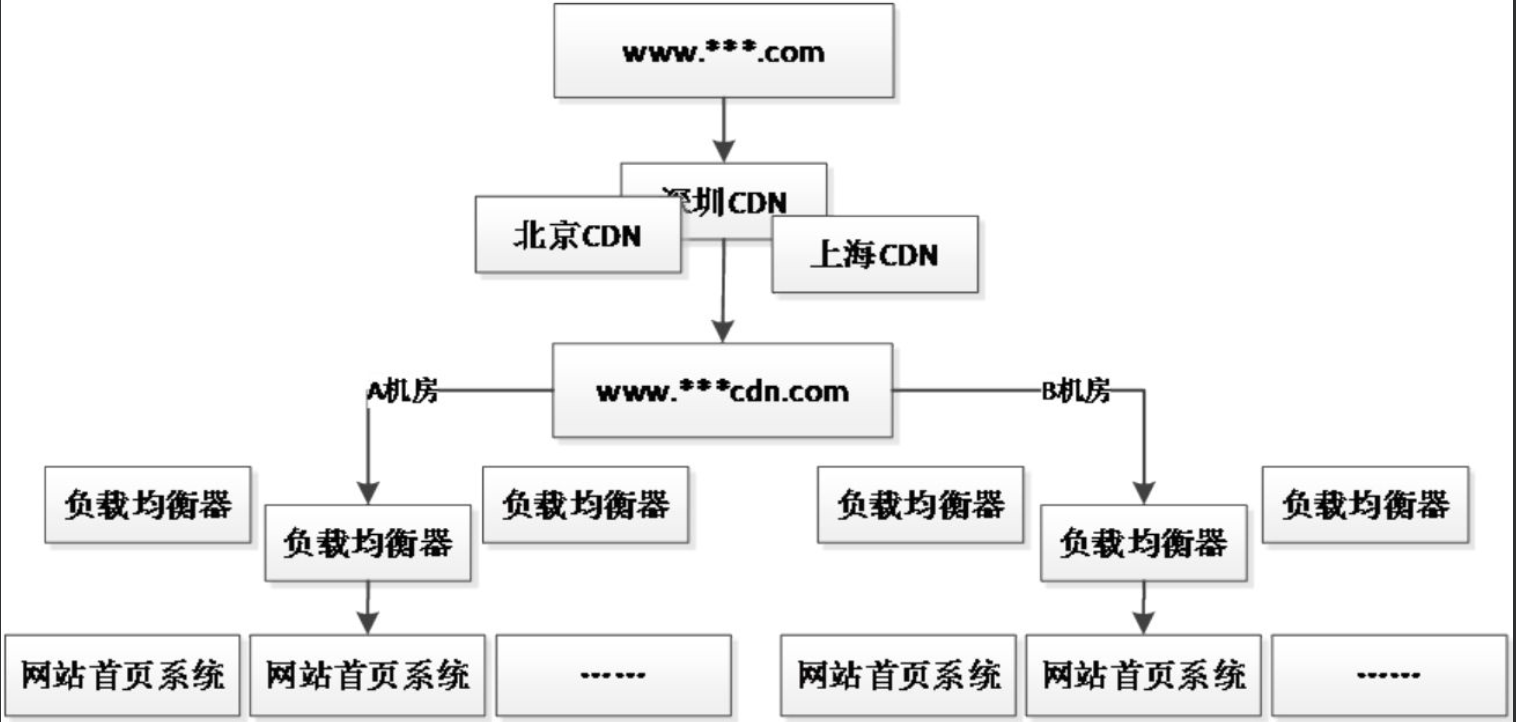 www.***.com
深圳CDN
北京CDN
上海CDN
www.***cdn.com
A机房
B机房
负载均衡器
负载均衡器
负载均衡器
负载均衡器
负载均衡器
负载均衡器
网站首页系统
网站首页系统
……
网站首页系统
网站首页系统
……